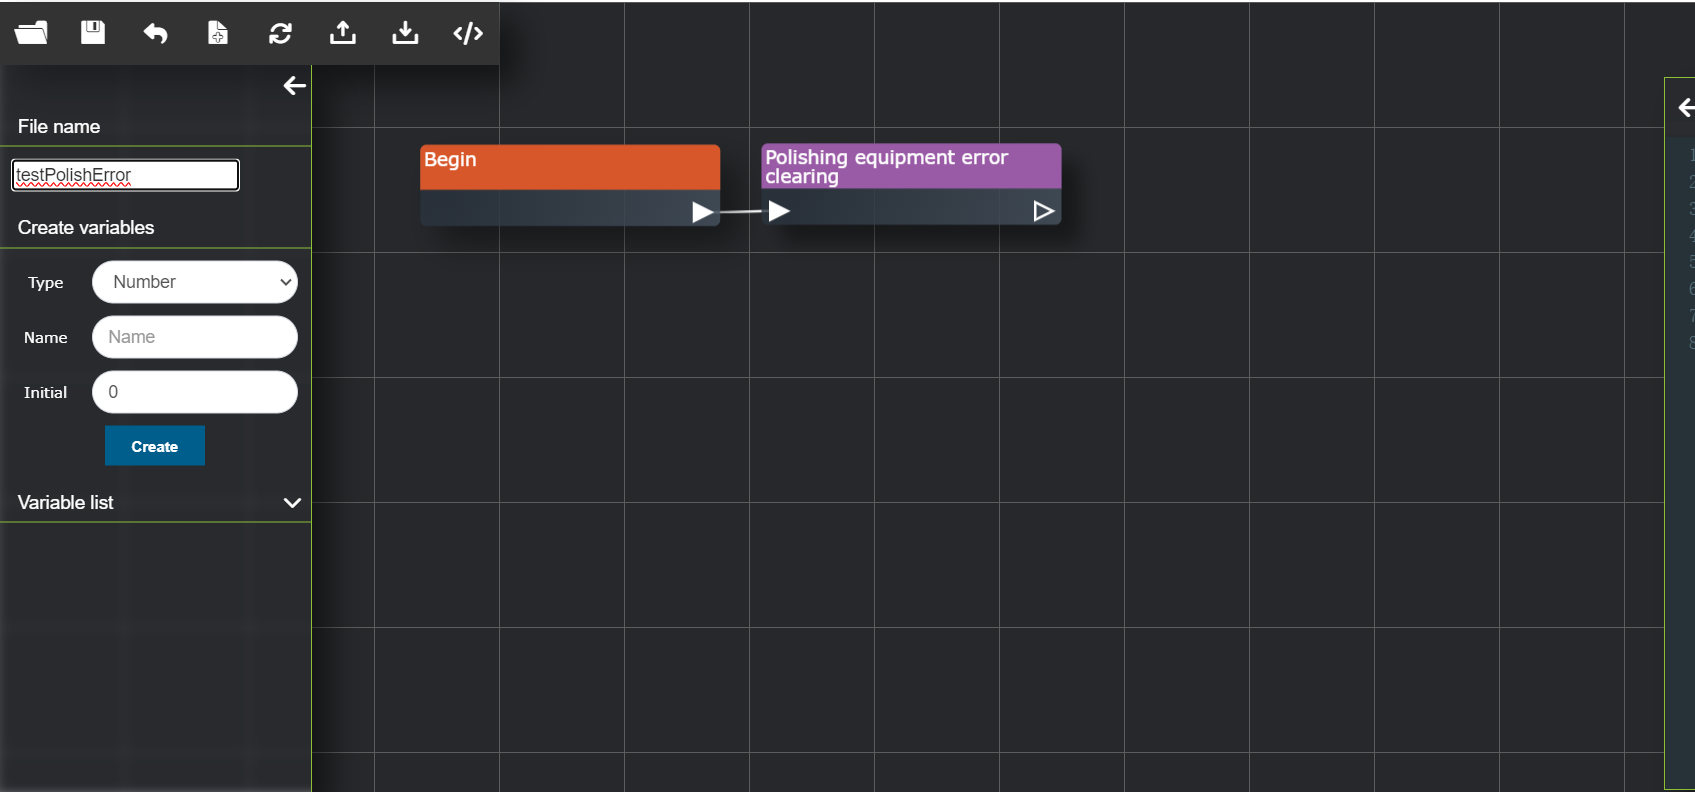 File name
testPolishError
Create variables
Type
Number
Name
Name
Initial
0
Create
Variable list
Begin
Polishing equipment error
clearing
1
2
3
4
5
6
7
8